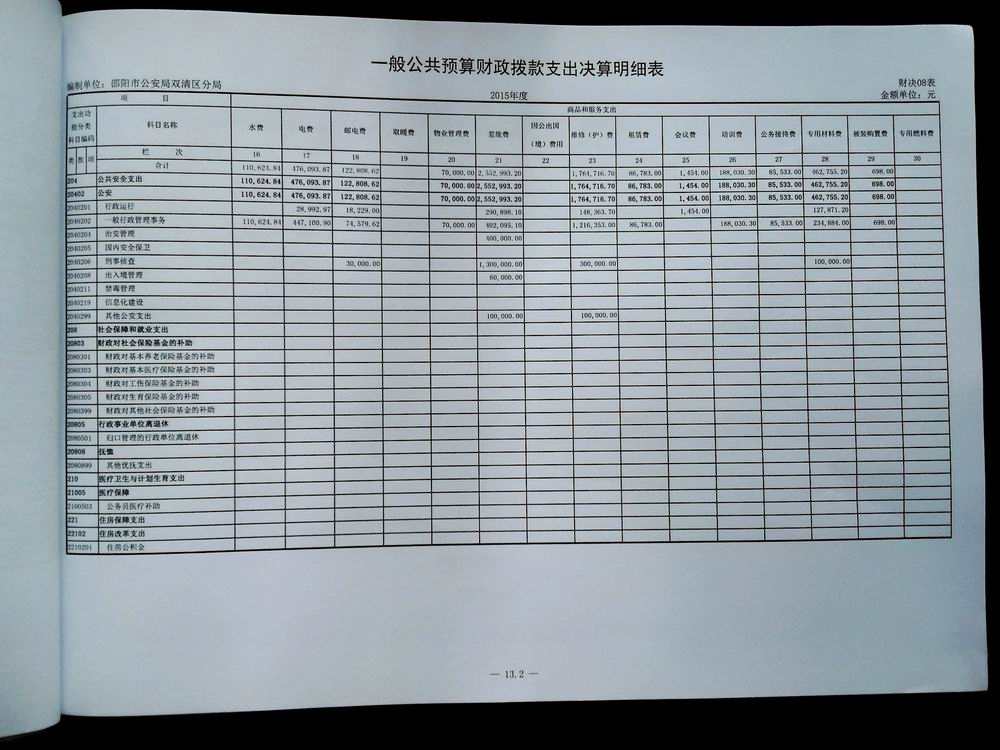 一般公共预算财政拨款支出决算明细表
财决08表
编制单位：邵阳市公安局双清区分局 2015年度 金额单位：元
项 目 商品和服务支出
支出功能分类科目编码 科目名称 水费 电费 邮电费 取暖费 物业管理费 差旅费 因公出国（境）费用 维修（护）费 租赁费 会议费 培训费 公务接待费 专用材料费 被装购置费 专用燃料费
类 款 项 栏 次 16 17 18 19 20 21 22 23 24 25 26 27 28 29 30
合计 110,624.84 476,093.87 122,808.62 70,000.00 2,552,993.20 1,764,716.70 86,783.00 1,454.00 188,030.30 85,533.00 462,755.20 698.00
204 公共安全支出 110,624.84 476,093.87 122,808.62 70,000.00 2,552,993.20 1,764,716.70 86,783.00 1,454.00 188,030.30 85,533.00 462,755.20 698.00
20402 公安 110,624.84 476,093.87 122,808.62 70,000.00 2,552,993.20 1,764,716.70 86,783.00 1,454.00 188,030.30 85,533.00 462,755.20 698.00
2040201 行政运行 28,992.97 18,229.00 290,898.10 148,363.70 1,454.00 127,871.20
2040202 一般行政管理事务 110,624.84 447,100.90 74,579.62 70,000.00 402,095.10 1,216,353.00 86,783.00 188,030.30 85,533.00 234,884.00 698.00
2040204 治安管理 400,000.00
2040205 国内安全保卫
2040206 刑事侦查 30,000.00 1,300,000.00 300,000.00 100,000.00
2040208 出入境管理 60,000.00
2040211 禁毒管理
2040219 信息化建设
2040299 其他公安支出 100,000.00 100,000.00
208 社会保障和就业支出
20803 财政对社会保险基金的补助
2080301 财政对基本养老保险基金的补助
2080303 财政对基本医疗保险基金的补助
2080304 财政对工伤保险基金的补助
2080305 财政对生育保险基金的补助
2080399 财政对其他社会保险基金的补助
20805 行政事业单位离退休
2080501 归口管理的行政单位离退休
20808 抚恤
2080899 其他优抚支出
210 医疗卫生与计划生育支出
21005 医疗保障
2100503 公务员医疗补助
221 住房保障支出
22102 住房改革支出
2210201 住房公积金
— 13.2 —